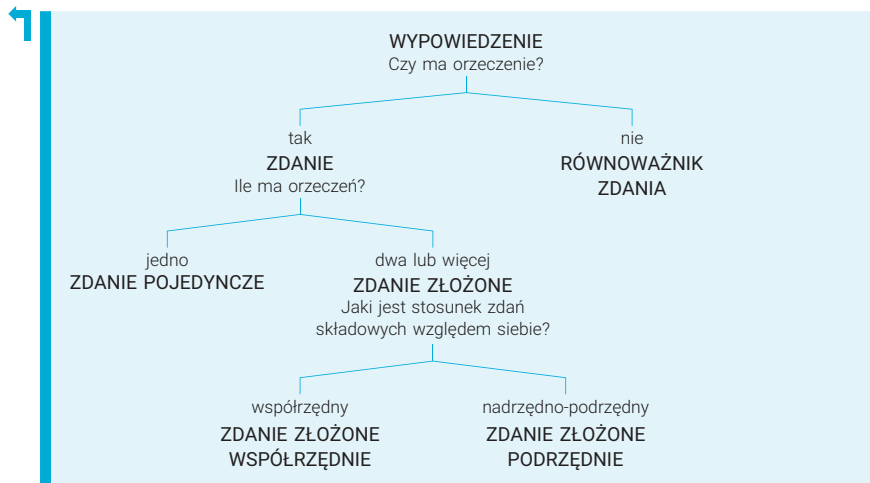 WYPOWIEDZENIE
Czy ma orzeczenie?
tak
nie
ZDANIE
RÓWNOWAŻNIK
Ile ma orzeczeń?
ZDANIA
jedno
dwa lub więcej
ZDANIE POJEDYNCZE
ZDANIE ZŁOŻONE
Jaki jest stosunek zdań
składowych względem siebie?
współrzędny
nadrzędno-podrzędny
ZDANIE ZŁOŻONE
ZDANIE ZŁOŻONE
WSPÓŁRZĘDNIE
PODRZĘDNIE